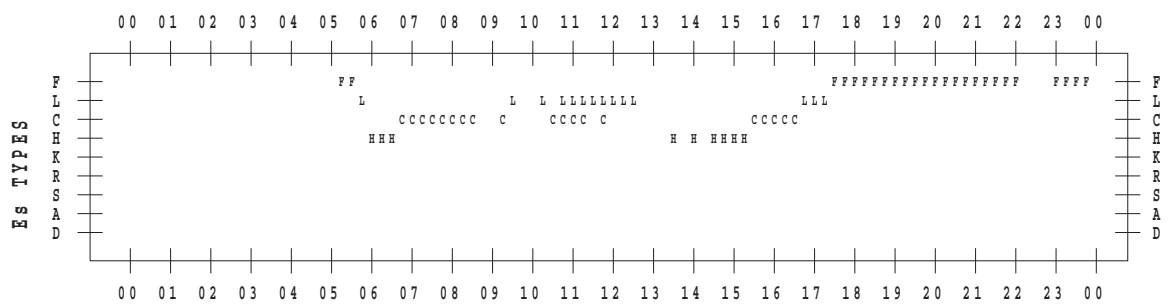 00 01 02 03 04 05 06 07 08 09 10 11 12 13 14 15 16 17 18 19 20 21 22 23 00
F FF FFFFFFFFFFFFFFFFFFF FFFF F
L L L L LLLLLLLL LLL L
C CCCCCCCC C CCCC C CCCCC C
H HHH H H HHHH H
K K
R R
S S
A A
D D
Es TYPES
00 01 02 03 04 05 06 07 08 09 10 11 12 13 14 15 16 17 18 19 20 21 22 23 00